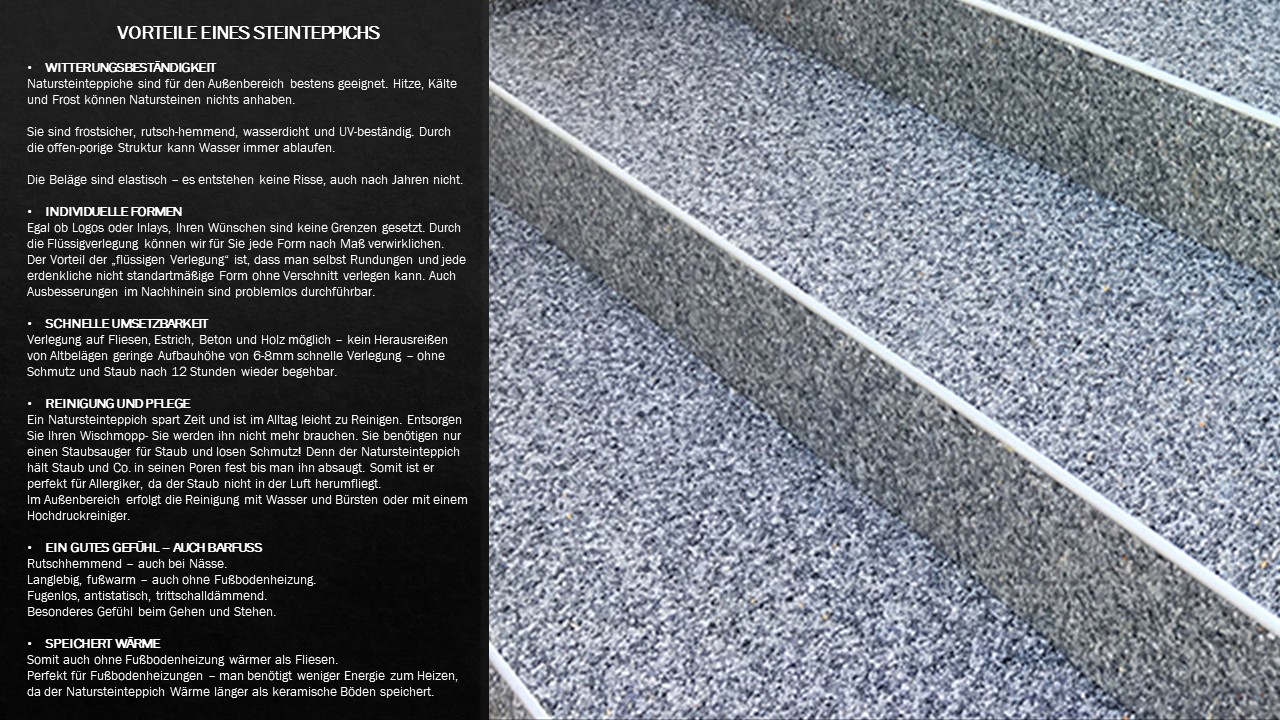 VORTEILE EINES STEINTEPPICHS
• WITTERUNGSBESTÄNDIGKEIT
Natursteinteppiche sind für den Außenbereich bestens geeignet. Hitze, Kälte
und Frost können Natursteinen nichts anhaben.
Sie sind frostsicher, rutsch-hemmend, wasserdicht und UV-beständig. Durch
die offen-porige Struktur kann Wasser immer ablaufen.
Die Beläge sind elastisch – es entstehen keine Risse, auch nach Jahren nicht.
• INDIVIDUELLE FORMEN
Egal ob Logos oder Inlays, Ihren Wünschen sind keine Grenzen gesetzt. Durch
die Flüssigverlegung können wir für Sie jede Form nach Maß verwirklichen.
Der Vorteil der „flüssigen Verlegung“ ist, dass man selbst Rundungen und jede
erdenkliche nicht standartmäßige Form ohne Verschnitt verlegen kann. Auch
Ausbesserungen im Nachhinein sind problemlos durchführbar.
• SCHNELLE UMSETZBARKEIT
Verlegung auf Fliesen, Estrich, Beton und Holz möglich – kein Herausreißen
von Altbelägen geringe Aufbauhöhe von 6-8mm schnelle Verlegung – ohne
Schmutz und Staub nach 12 Stunden wieder begehbar.
• REINIGUNG UND PFLEGE
Ein Natursteinteppich spart Zeit und ist im Alltag leicht zu Reinigen. Entsorgen
Sie Ihren Wischmopp- Sie werden ihn nicht mehr brauchen. Sie benötigen nur
einen Staubsauger für Staub und losen Schmutz! Denn der Natursteinteppich
hält Staub und Co. in seinen Poren fest bis man ihn absaugt. Somit ist er
perfekt für Allergiker, da der Staub nicht in der Luft herumfliegt.
Im Außenbereich erfolgt die Reinigung mit Wasser und Bürsten oder mit einem
Hochdruckreiniger.
• EIN GUTES GEFÜHL – AUCH BARFUSS
Rutschhemmend – auch bei Nässe.
Langlebig, fußwarm – auch ohne Fußbodenheizung.
Fugenlos, antistatisch, trittschalldämmend.
Besonderes Gefühl beim Gehen und Stehen.
• SPEICHERT WÄRME
Somit auch ohne Fußbodenheizung wärmer als Fliesen.
Perfekt für Fußbodenheizungen – man benötigt weniger Energie zum Heizen,
da der Natursteinteppich Wärme länger als keramische Böden speichert.